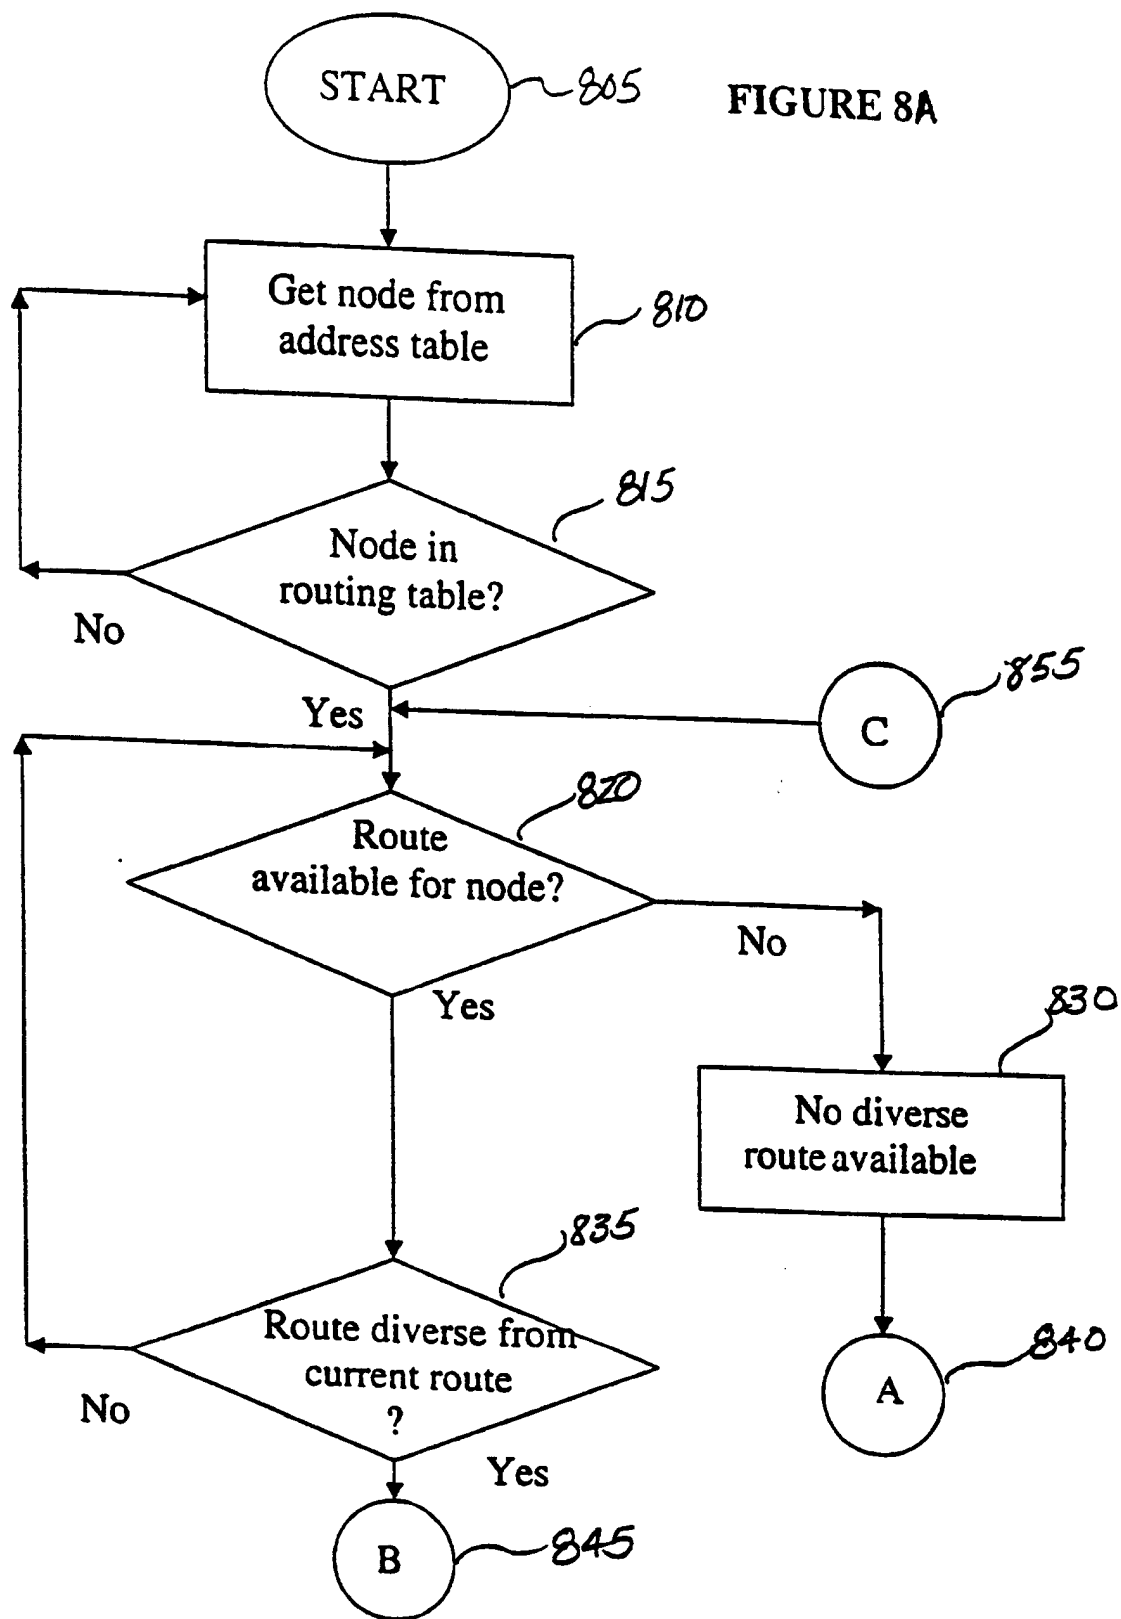 START
805
FIGURE 8A
Get node from
address table
810
815
Node in
routing table?
No
Yes
C
855
820
Route
available for node?
No
Yes
830
No diverse
route available
835
Route diverse from
current route
?
No
Yes
840
A
B
845